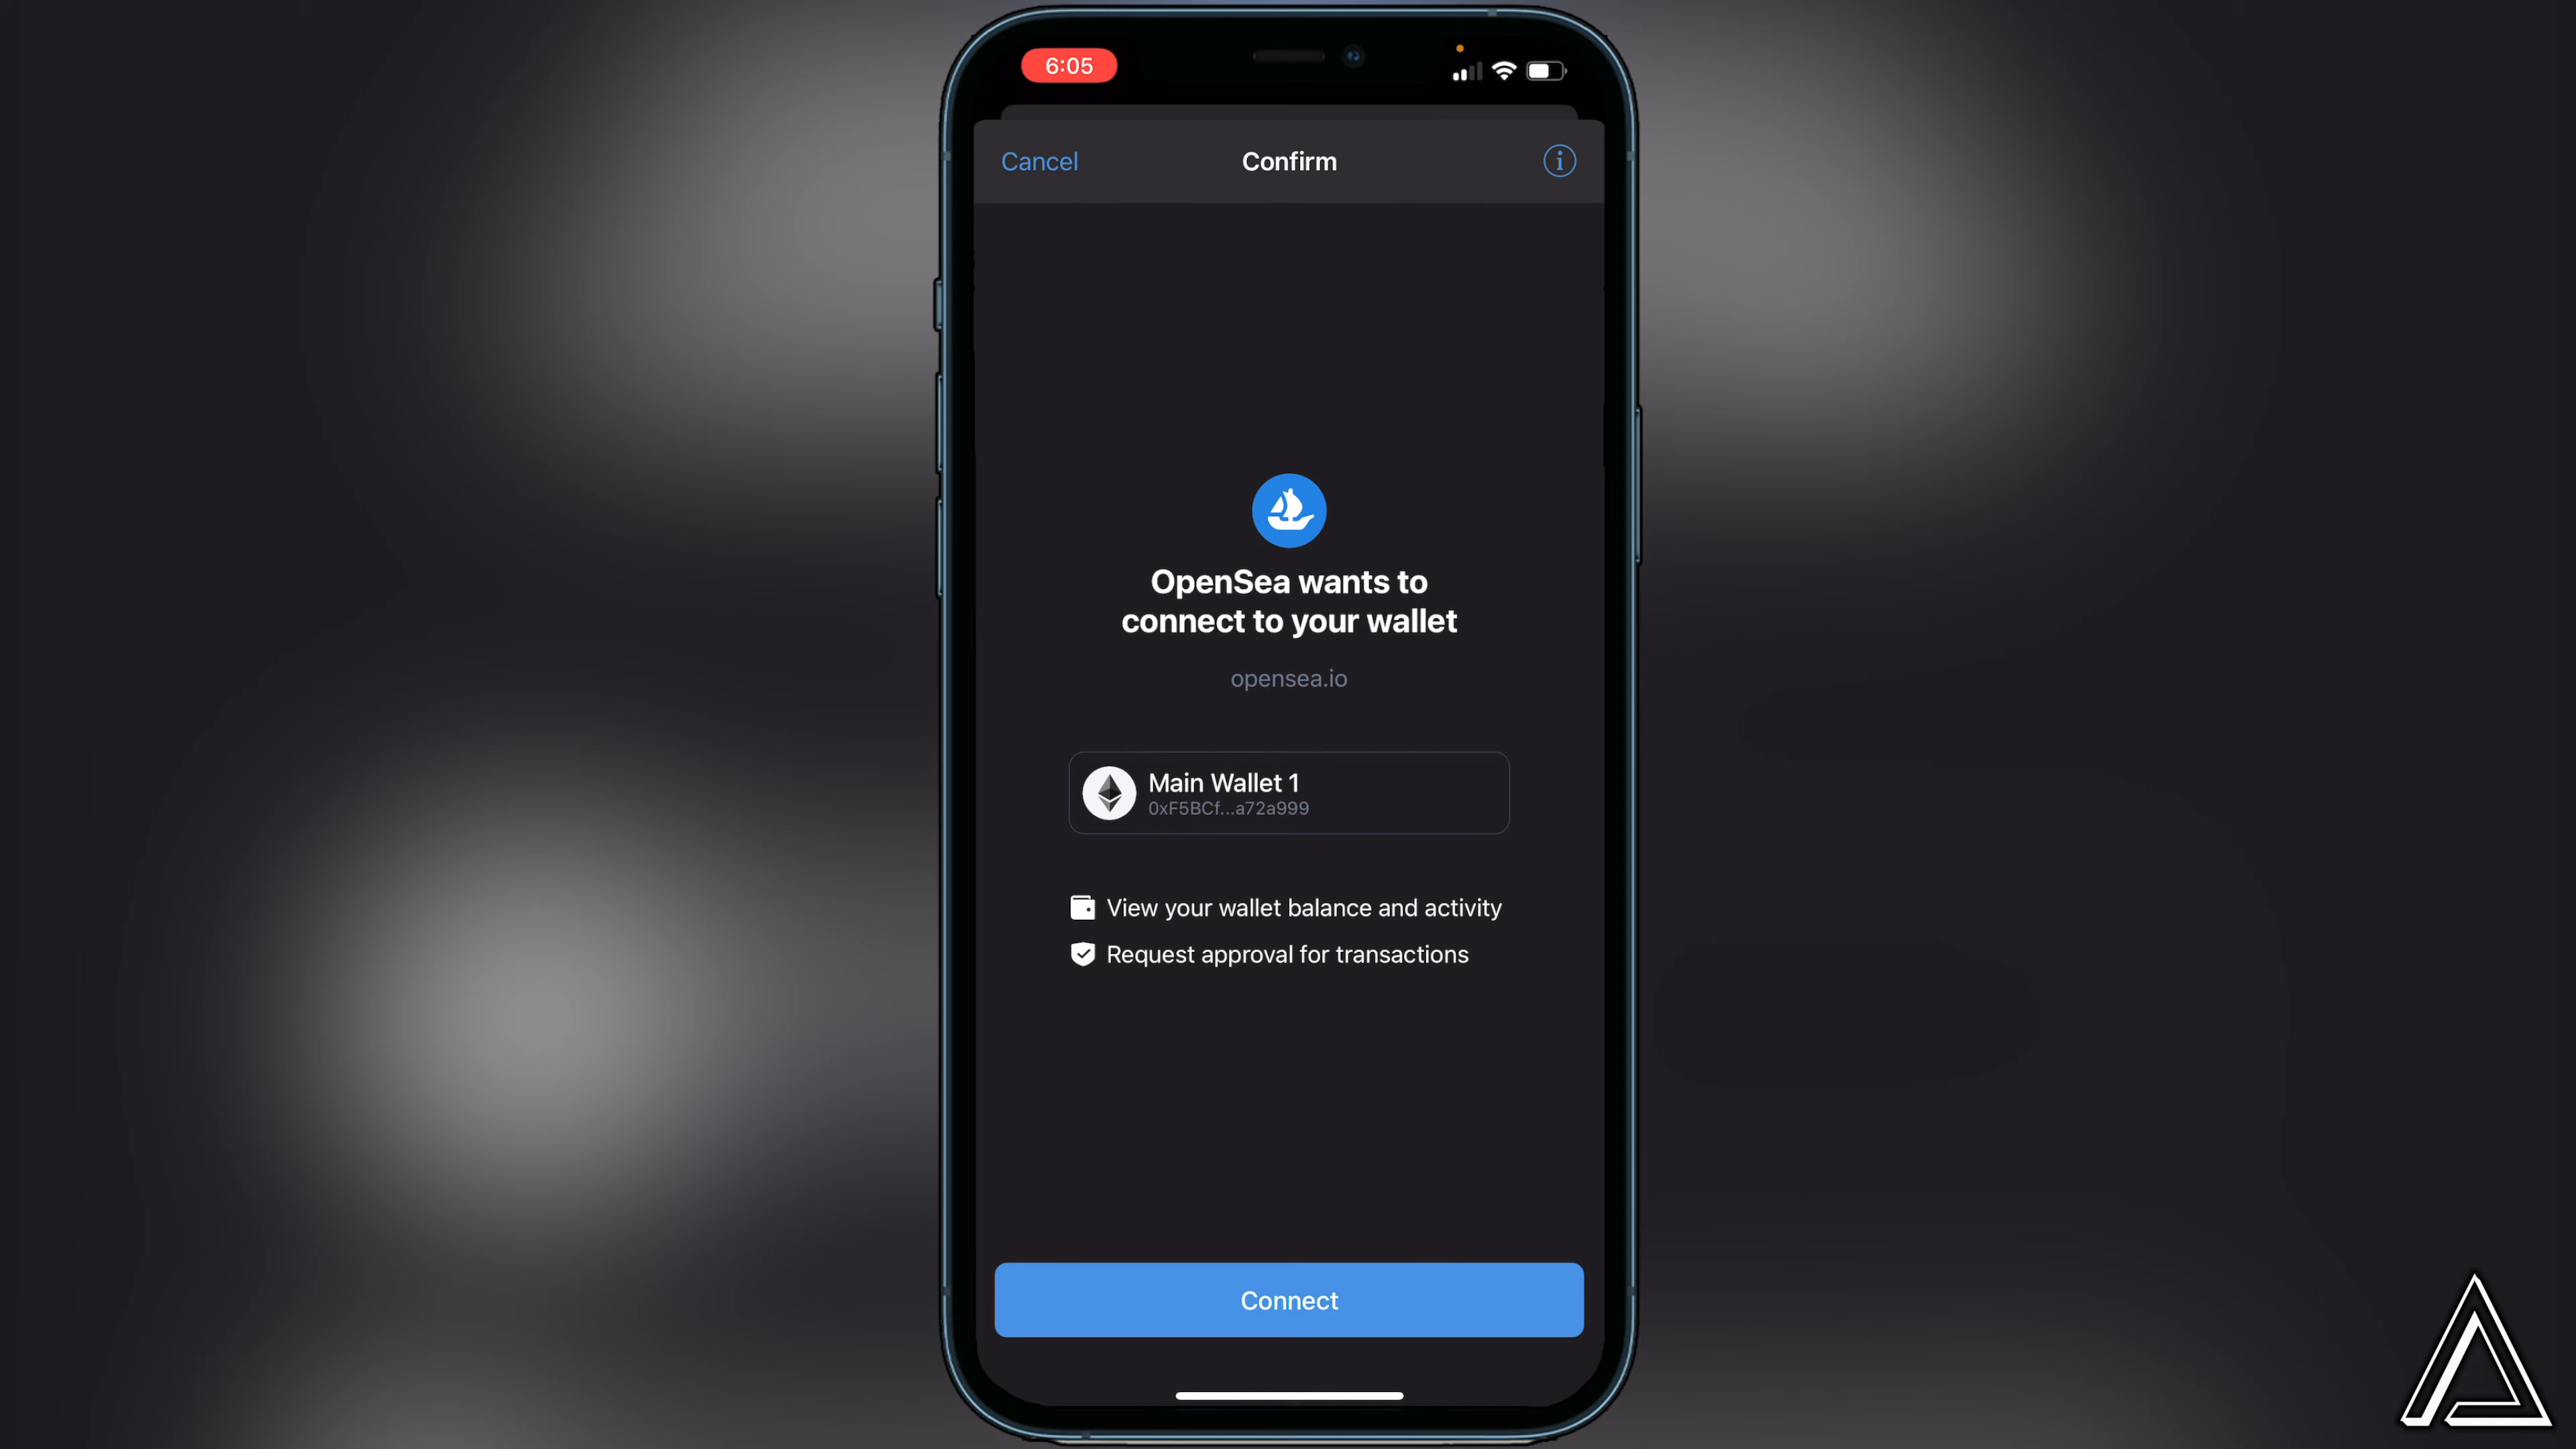 6:05
Cancel
Confirm
OpenSea wants to
connect to your wallet
opensea.io
Main Wallet 1
0xF5BCf...a72a999
View your wallet balance and activity
Request approval for transactions
Connect